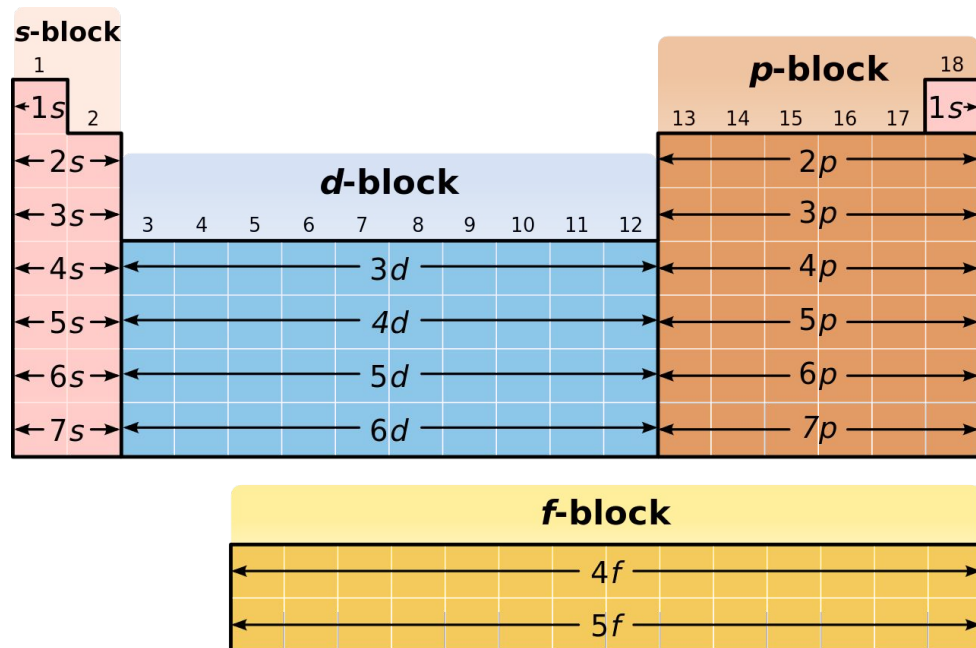 s-block
1
18
p-block
1s
2
13 14 15 16 17
1s
2s
2p
d-block
3s
3 4 5 6 7 8 9 10 11 12
3p
4s
3d
4p
5s
4d
5p
6s
5d
6p
7s
6d
7p
f-block
4f
5f